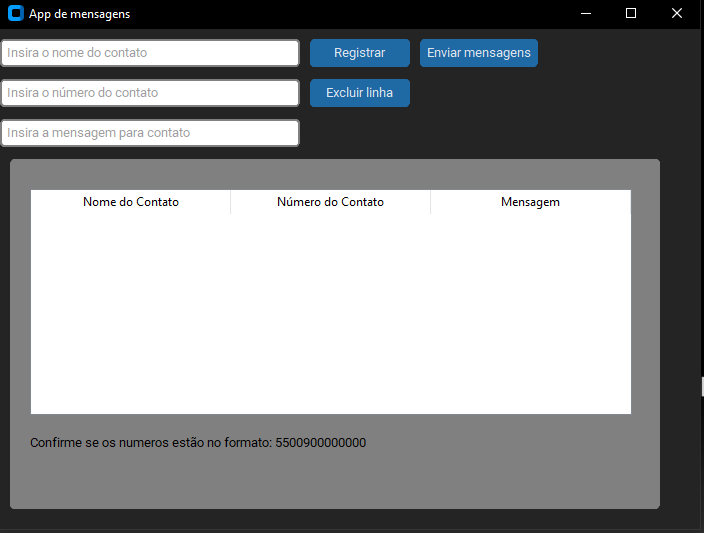 App de mensagens
Insira o nome do contato Registrar Enviar mensagens
Insira o número do contato Excluir linha
Insira a mensagem para contato
Nome do Contato Número do Contato Mensagem
Confirme se os numeros estão no formato: 5500900000000